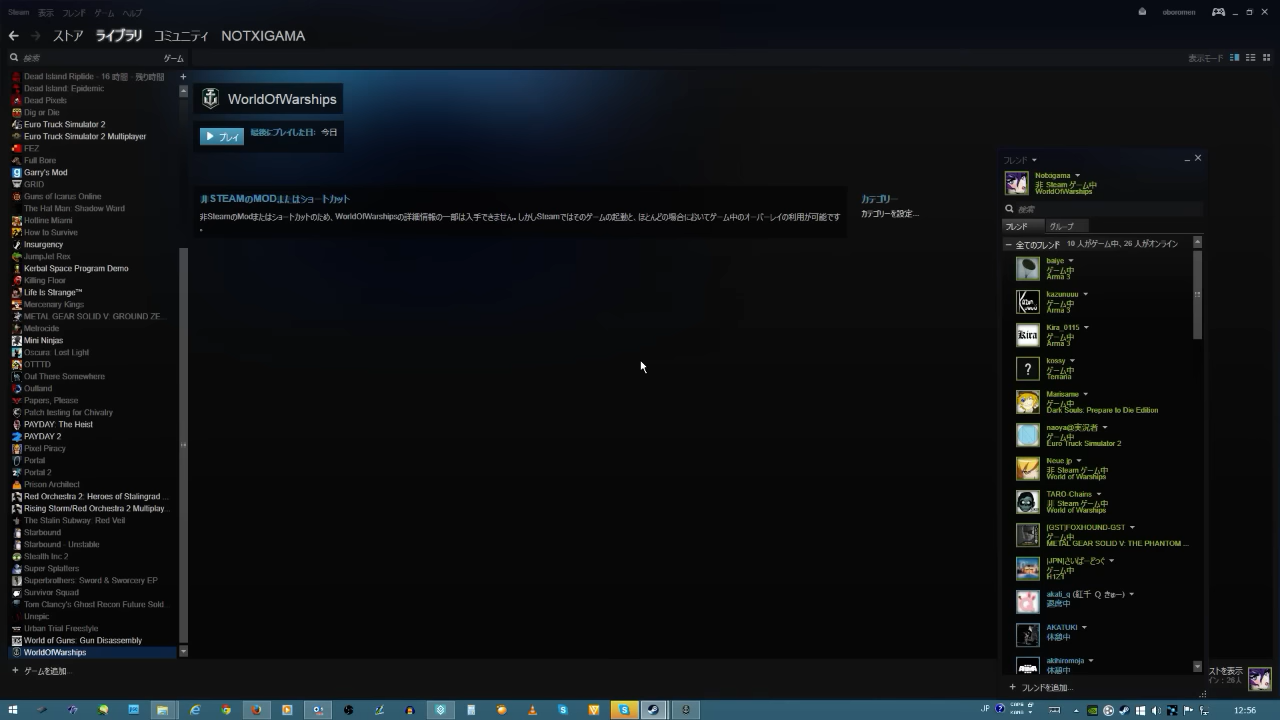 Steam 表示 フレンド ゲーム ヘルプ
oboromen
ストア ライブラリ コミュニティ NOTXIGAMA
検索 ゲーム
表示モード
Dead Island Riptide - 16 時間 - 残り時間
Dead Island: Epidemic
Dead Pixels
Dig or Die
Euro Truck Simulator 2
Euro Truck Simulator 2 Multiplayer
FEZ
Full Bore
Garry's Mod
GRID
Guns of Icarus Online
The Hat Man: Shadow Ward
Hotline Miami
How to Survive
Insurgency
JumpJet Rex
Kerbal Space Program Demo
Killing Floor
Life Is Strange™
Mercenary Kings
METAL GEAR SOLID V: GROUND ZE...
Metrocide
Mini Ninjas
Oscura: Lost Light
OTTTD
Out There Somewhere
Outland
Papers, Please
Patch testing for Chivalry
PAYDAY: The Heist
PAYDAY 2
Pixel Piracy
Portal
Portal 2
Prison Architect
Red Orchestra 2: Heroes of Stalingrad ...
Rising Storm/Red Orchestra 2 Multiplay...
The Stalin Subway: Red Veil
Starbound
Starbound - Unstable
Stealth Inc 2
Super Splatters
Superbrothers: Sword & Sworcery EP
Survivor Squad
Tom Clancy's Ghost Recon Future Sold...
Unepic
Urban Trial Freestyle
World of Guns: Gun Disassembly
WorldOfWarships
+ ゲームを追加...
WorldOfWarships
プレイ 最後にプレイした日: 今日
非 STEAMのMODまたはショートカット
非SteamのModまたはショートカットのため、WorldOfWarshipsの詳細情報の一部は入手できません。しかしSteamではそのゲームの起動と、ほとんどの場合においてゲーム中のオーバーレイの利用が可能です
。
カテゴリー
カテゴリーを設定...
フレンド
Nobigama
非 Steam ゲーム中
WorldOfWarships
検索
フレンド グループ
全てのフレンド 10 人がゲーム中、26 人がオンライン
baiye
ゲーム中
Arma 3
kazunuuu
ゲーム中
Arma 3
Kira_0115
ゲーム中
Arma 3
kossy
ゲーム中
Terraria
Marisame
ゲーム中
Dark Souls: Prepare to Die Edition
naoya@実況者
ゲーム中
Euro Truck Simulator 2
Neue jp
非 Steam ゲーム中
World of Warships
TARO-Chains
非 Steam ゲーム中
World of Warships
[GST]FOXHOUND-GST
ゲーム中
METAL GEAR SOLID V: THE PHANTOM ...
ゲーム中
H1Z1
退席中
AKATUKI
休憩中
akihiromoja
休憩中
+ フレンドを追加...
ストを表示
イン: 26 人
JP
12:56